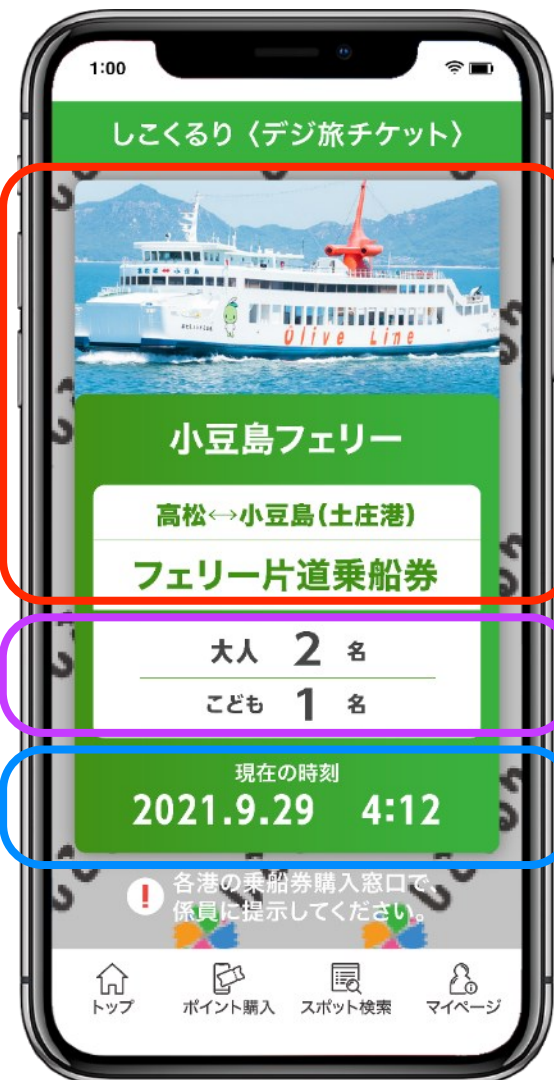 1:00
しこくるり〈デジ旅チケット〉
Olive Line
小豆島フェリー
高松↔小豆島(土庄港)
フェリー片道乗船券
大人 2 名
こども 1 名
現在の時刻
2021.9.29 4:12
! 各港の乗船券購入窓口で、
係員に提示してください。
トップ ポイント購入 スポット検索 マイページ